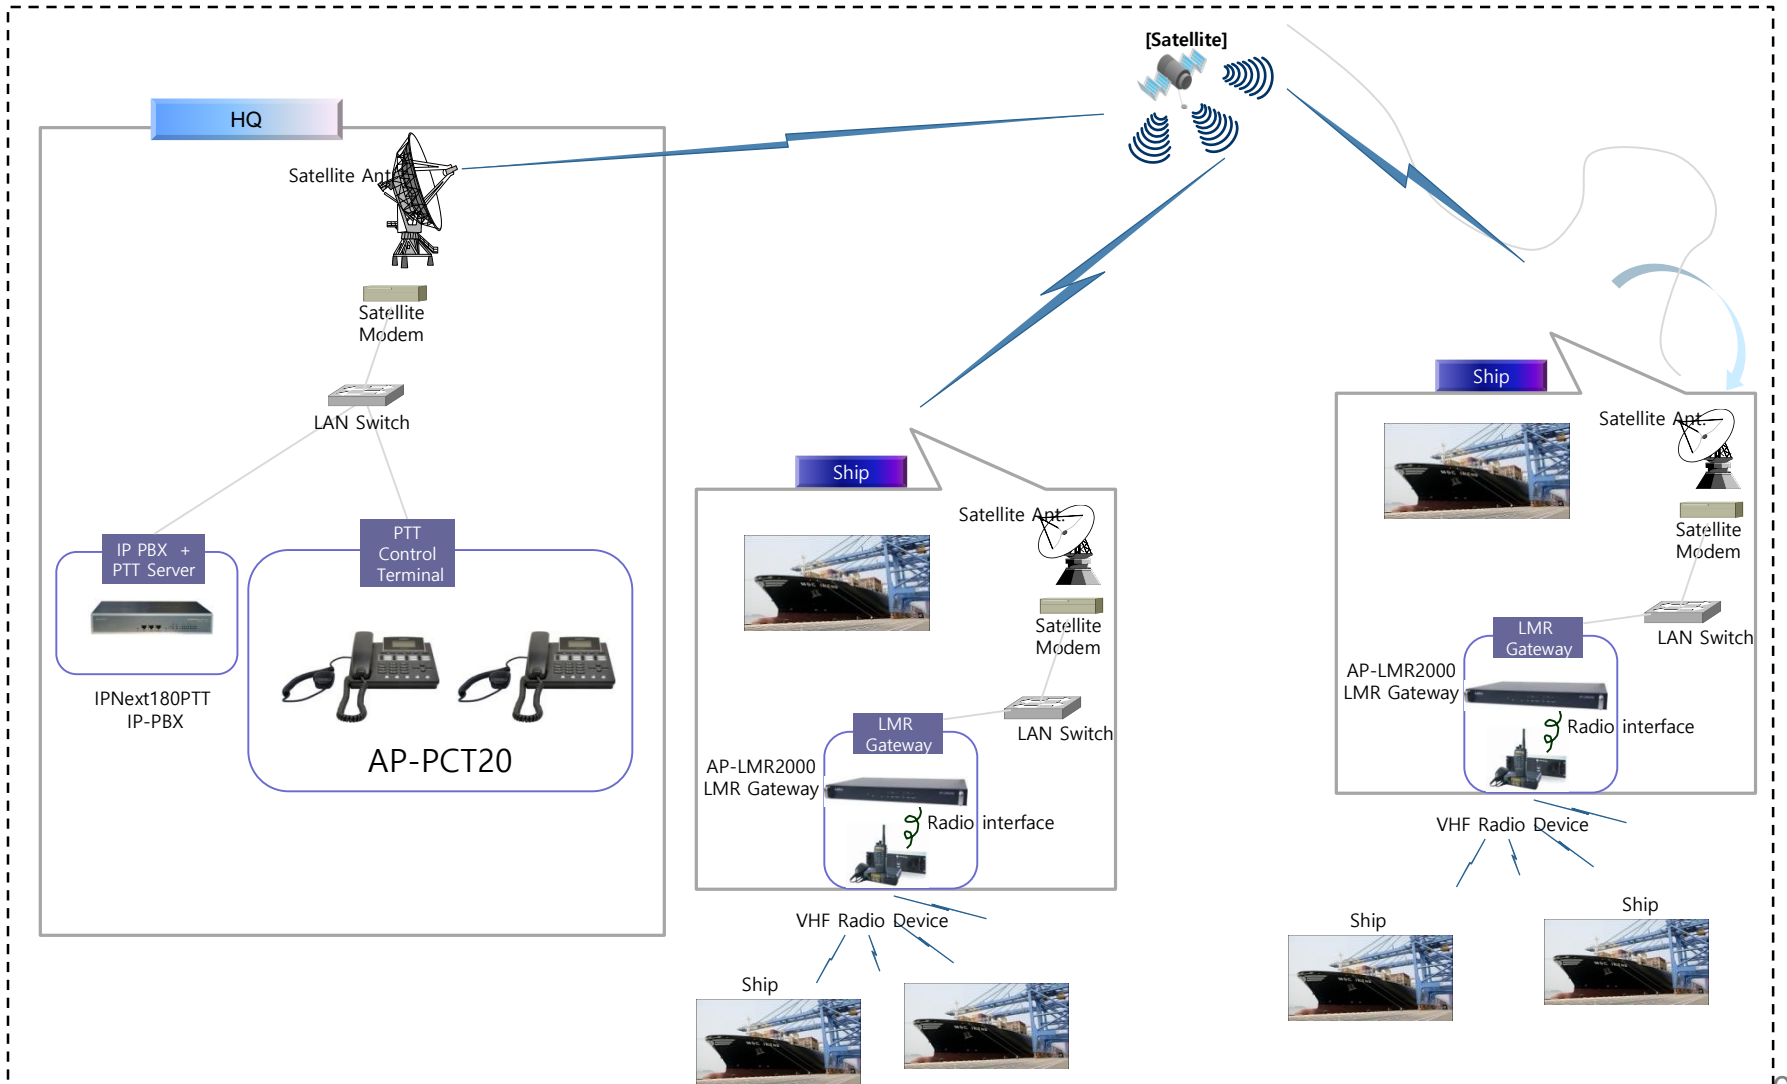 [Satellite]
HQ
Satellite Ant.
Satellite
Modem
LAN Switch
IP PBX +
PTT Server
IPNext180PTT
IP-PBX
PTT
Control
Terminal
AP-PCT20
Ship
Satellite Ant.
Satellite
Modem
LAN Switch
LMR
Gateway
AP-LMR2000
LMR Gateway
Radio interface
VHF Radio Device
Ship
Ship
Satellite Ant.
Satellite
Modem
LAN Switch
LMR
Gateway
AP-LMR2000
LMR Gateway
Radio interface
VHF Radio Device
Ship
Ship